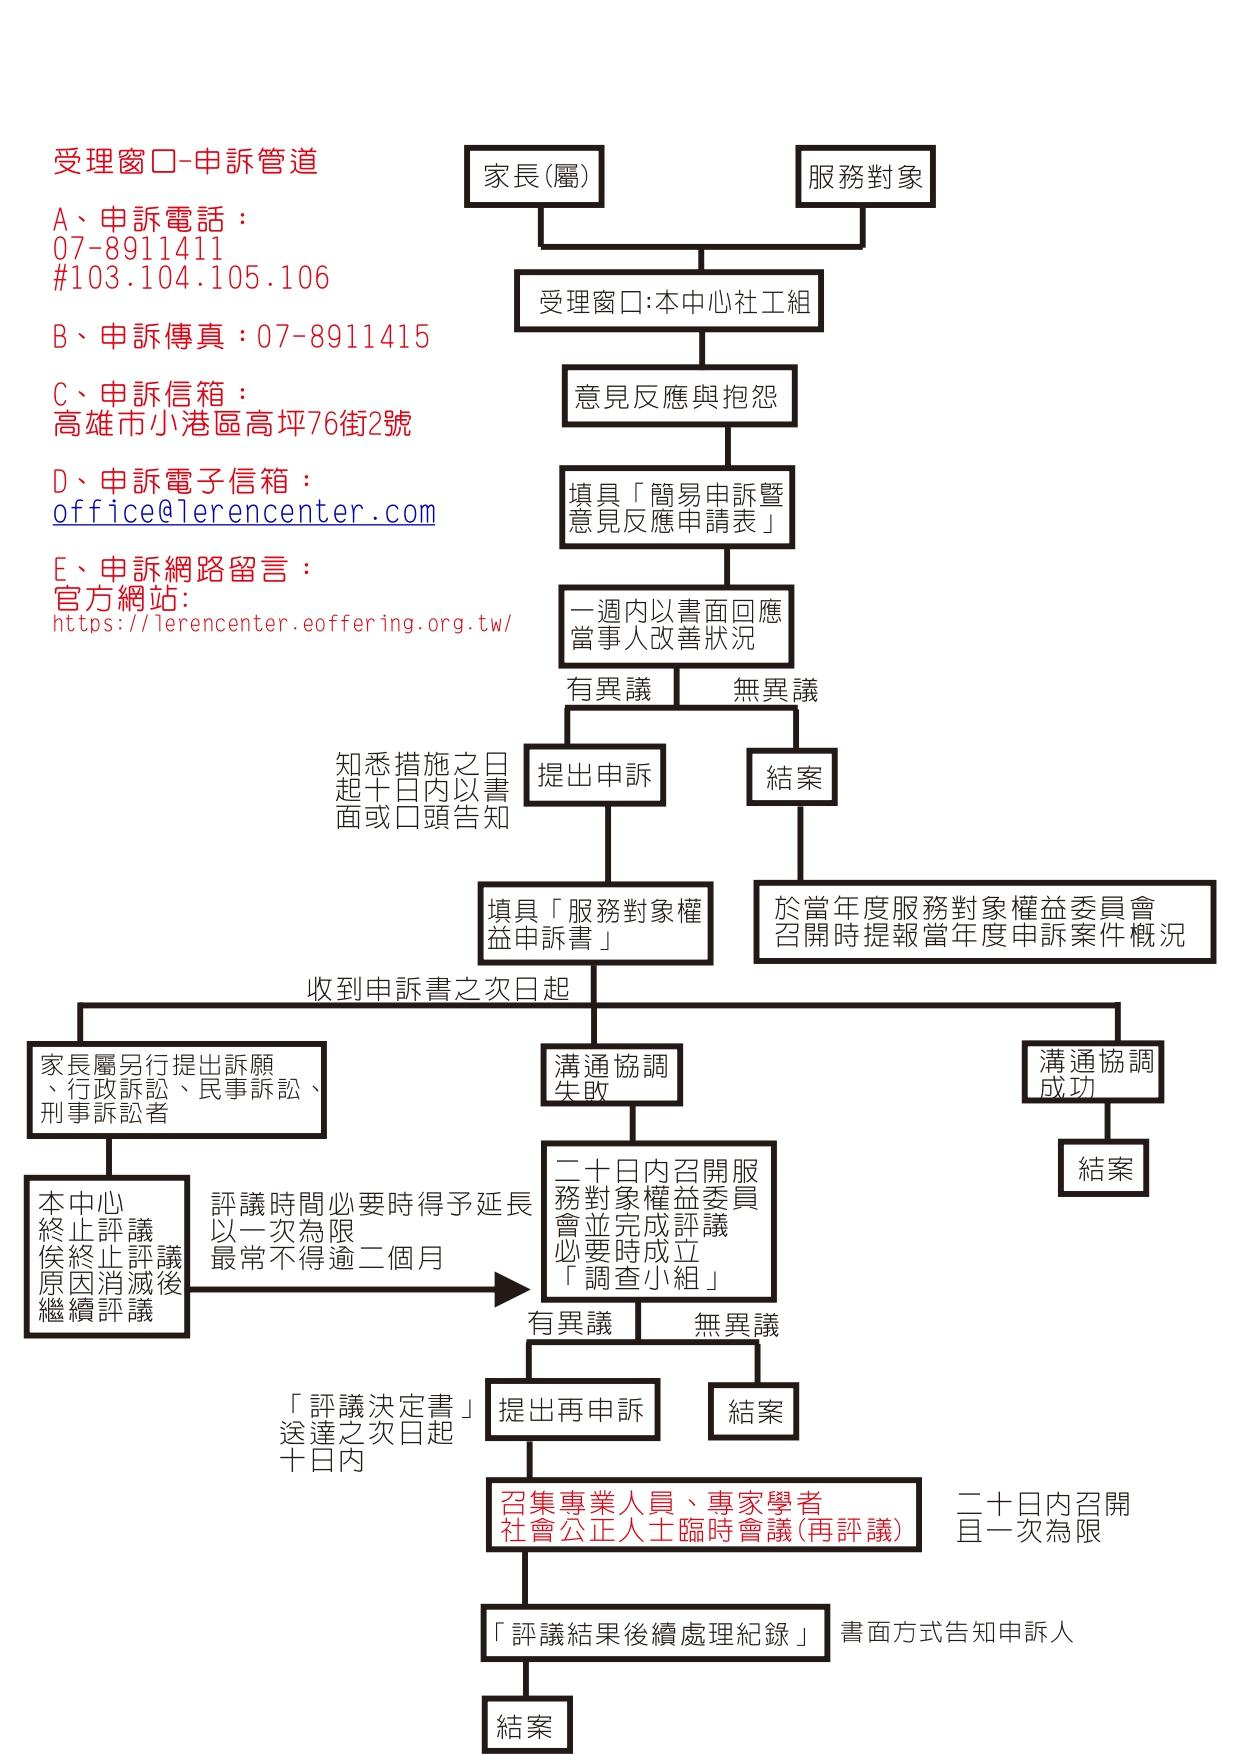 受理窗口-申訴管道
A、申訴電話：
07-8911411
#103.104.105.106
B、申訴傳真：07-8911415
C、申訴信箱：
高雄市小港區高坪76街2號
D、申訴電子信箱：
office@lerencenter.com
E、申訴網路留言：
官方網站:
https://lerencenter.eoffering.org.tw/
家長(屬)
服務對象
受理窗口:本中心社工組
意見反應與抱怨
填具「簡易申訴暨
意見反應申請表」
一週内以書面回應
當事人改善狀況
有異議
無異議
知悉措施之日
起十日内以書
面或口頭告知
提出申訴
結案
填具「服務對象權
益申訴書」
於當年度服務對象權益委員會
召開時提報當年度申訴案件概況
收到申訴書之次日起
家長屬另行提出訴願
、行政訴訟、民事訴訟、
刑事訴訟者
溝通協調
失敗
溝通協調
成功
結案
本中心
終止評議
俟終止評議
原因消滅後
繼續評議
評議時間必要時得予延長
以一次為限
最常不得逾二個月
二十日内召開服
務對象權益委員
會並完成評議
必要時成立
「調查小組」
有異議
無異議
「評議決定書」
送達之次日起
十日内
提出再申訴
結案
召集專業人員、專家學者
社會公正人士臨時會議(再評議)
二十日内召開
且一次為限
「評議結果後續處理紀錄」
書面方式告知申訴人
結案